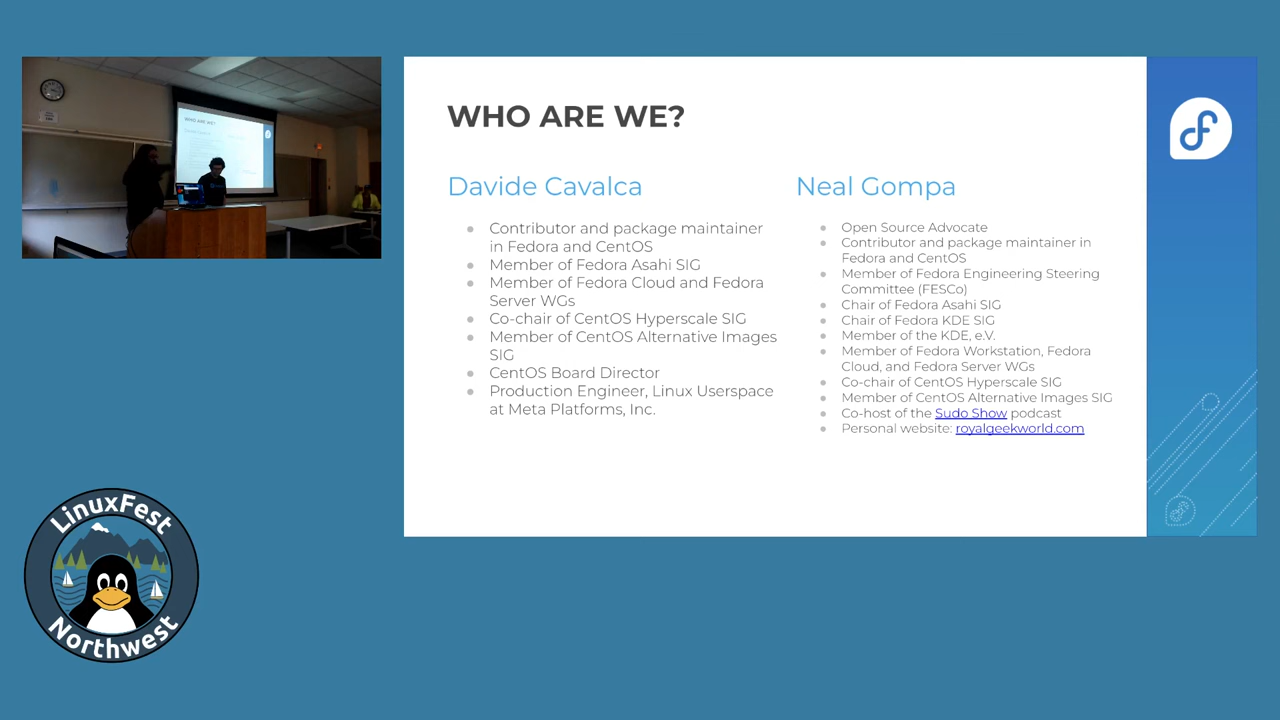 WHO ARE WE?
Davide Cavalca
Contributor and package maintainer
in Fedora and CentOS
Member of Fedora Asahi SIG
Member of Fedora Cloud and Fedora
Server WGs
Co-chair of CentOS Hyperscale SIG
Member of CentOS Alternative Images
SIG
CentOS Board Director
Production Engineer, Linux Userspace
at Meta Platforms, Inc.
Neal Gompa
Open Source Advocate
Contributor and package maintainer in
Fedora and CentOS
Member of Fedora Engineering Steering
Committee (FESCo)
Chair of Fedora Asahi SIG
Chair of Fedora KDE SIG
Member of the KDE, e.V.
Member of Fedora Workstation, Fedora
Cloud, and Fedora Server WGs
Co-chair of CentOS Hyperscale SIG
Member of CentOS Alternative Images SIG
Co-host of the Sudo Show podcast
Personal website: royalgeekworld.com
WHO ARE WE?
LinuxFest
Northwest